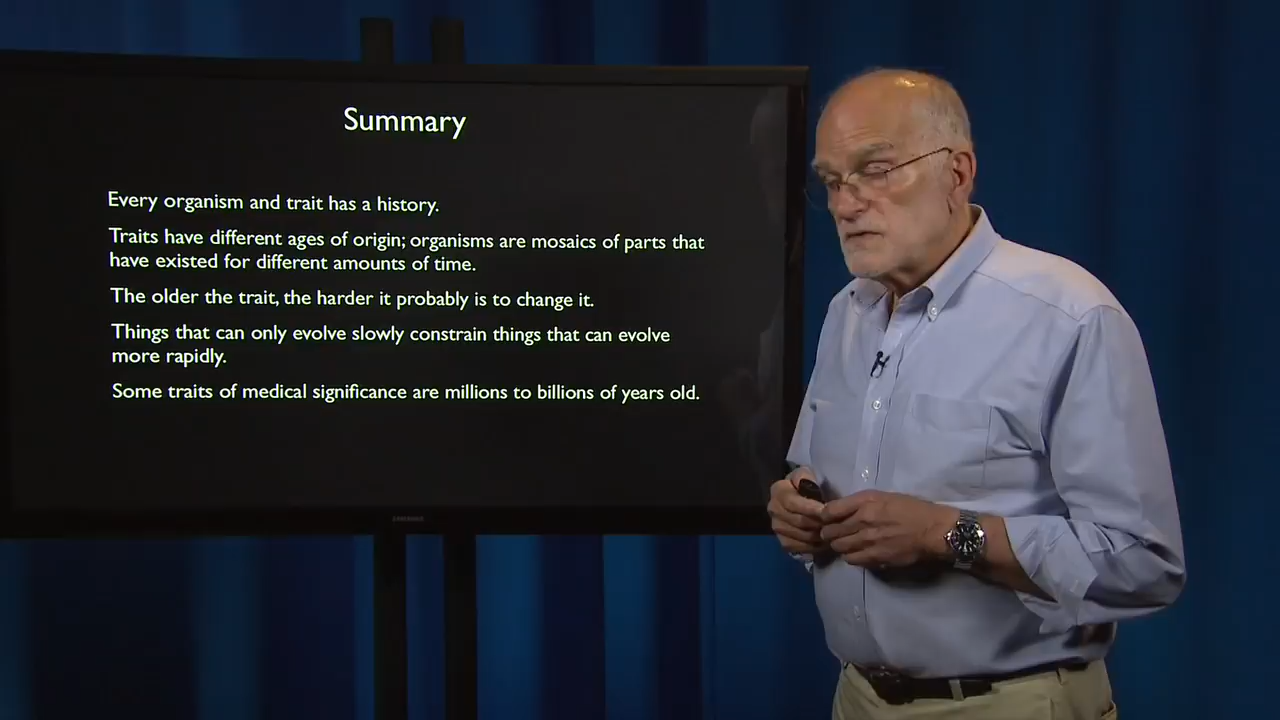 Summary
Every organism and trait has a history.
Traits have different ages of origin; organisms are mosaics of parts that
have existed for different amounts of time.
The older the trait, the harder it probably is to change it.
Things that can only evolve slowly constrain things that can evolve
more rapidly.
Some traits of medical significance are millions to billions of years old.
SAMSUNG